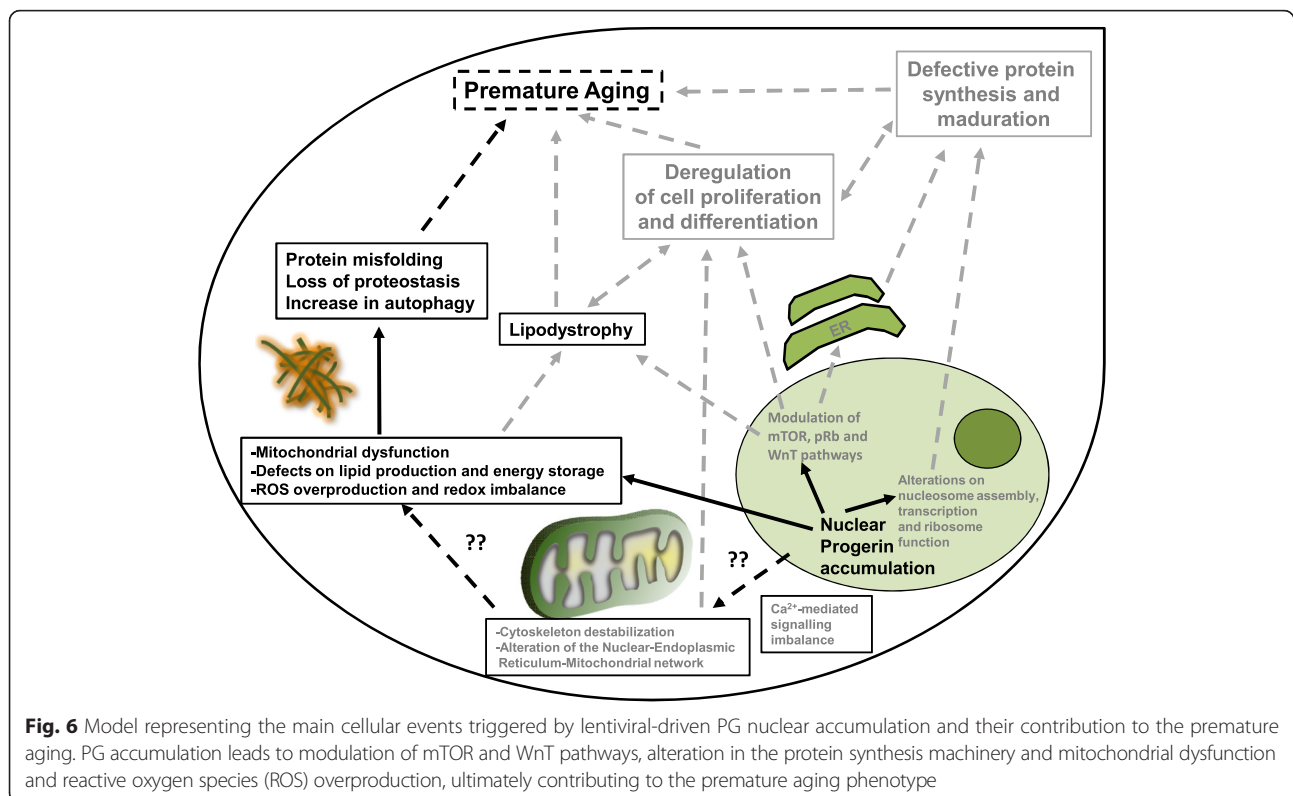 Premature Aging
Defective protein
synthesis and
maduration
Deregulation
of cell proliferation
and differentiation
Protein misfolding
Loss of proteostasis
Increase in autophagy
Lipodystrophy
ER
Modulation of
mTOR, pRb and
WnT pathways
-Mitochondrial dysfunction
-Defects on lipid production and energy storage
-ROS overproduction and redox imbalance
Alterations on
nucleosome assembly,
transcription
and ribosome
function
Nuclear
Progerin
accumulation
??
??
Ca²⁺-mediated
signalling
imbalance
-Cytoskeleton destabilization
-Alteration of the Nuclear-Endoplasmic
Reticulum-Mitochondrial network
Fig. 6 Model representing the main cellular events triggered by lentiviral-driven PG nuclear accumulation and their contribution to the premature
aging. PG accumulation leads to modulation of mTOR and WnT pathways, alteration in the protein synthesis machinery and mitochondrial dysfunction
and reactive oxygen species (ROS) overproduction, ultimately contributing to the premature aging phenotype